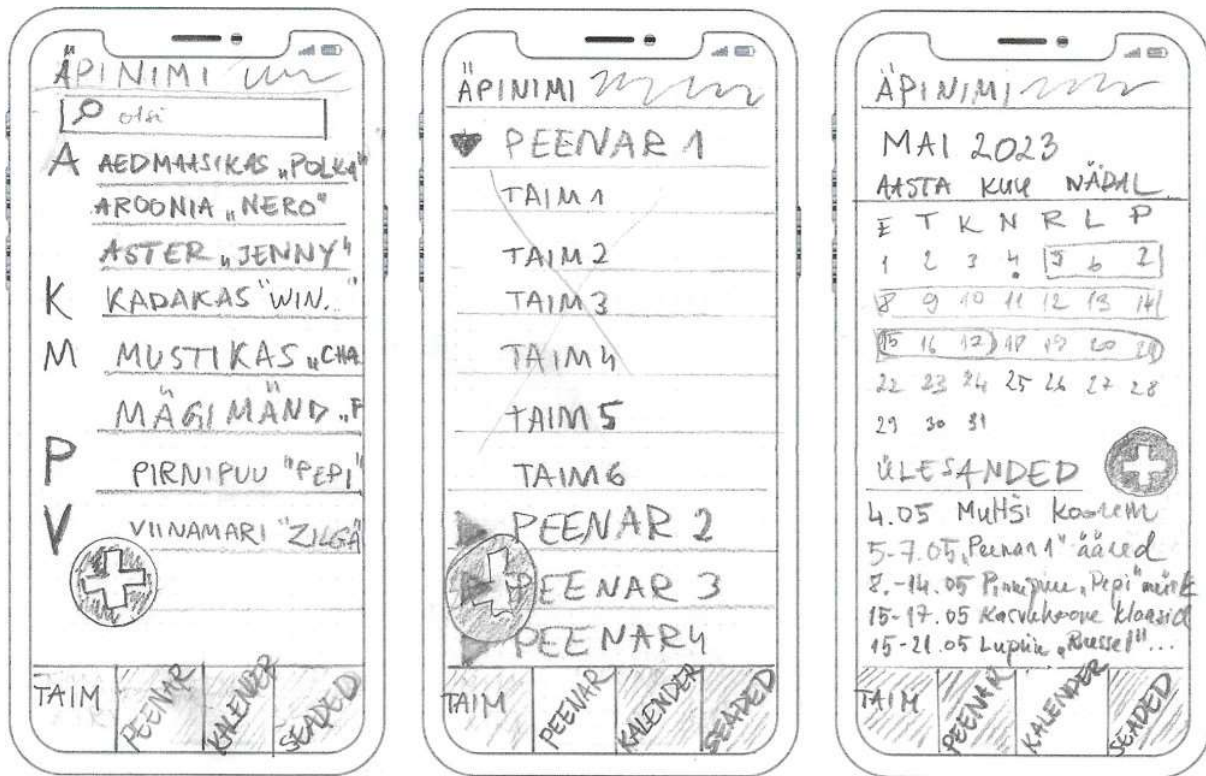 ÄPINIMI
otsi
A AEDMAASIKAS „POLKA"
AROONIA „NERO"
ASTER „JENNY"
K KADAKAS "WIN..
M MUSTIKAS „CHA
MÄGIMÄND „F
P PIRNIPUU "PEPI"
V VIINAMARI "ZILGA"
TAIM PEENAR KALENDER SEADED
ÄPINIMI
PEENAR 1
TAIM 1
TAIM 2
TAIM 3
TAIM 4
TAIM 5
TAIM 6
PEENAR 2
PEENAR 3
PEENAR 4
TAIM PEENAR KALENDER SEADED
ÄPINIMI
MAI 2023
AASTA KUU NÄDAL
E T K N R L P
1 2 3 4 5 6 7
8 9 10 11 12 13 14
15 16 17 18 19 20 21
22 23 24 25 26 27 28
29 30 31
ÜLESANDED
4.05 Multši koorem
5-7.05 „Peenar 1" ääred
8.-14.05 Pirnipuu „Pepi"
15-17.05 Kasvuhoone klaasid
15-21.05 Lupiin „Russel"...
TAIM PEENAR KALENDER SEADED